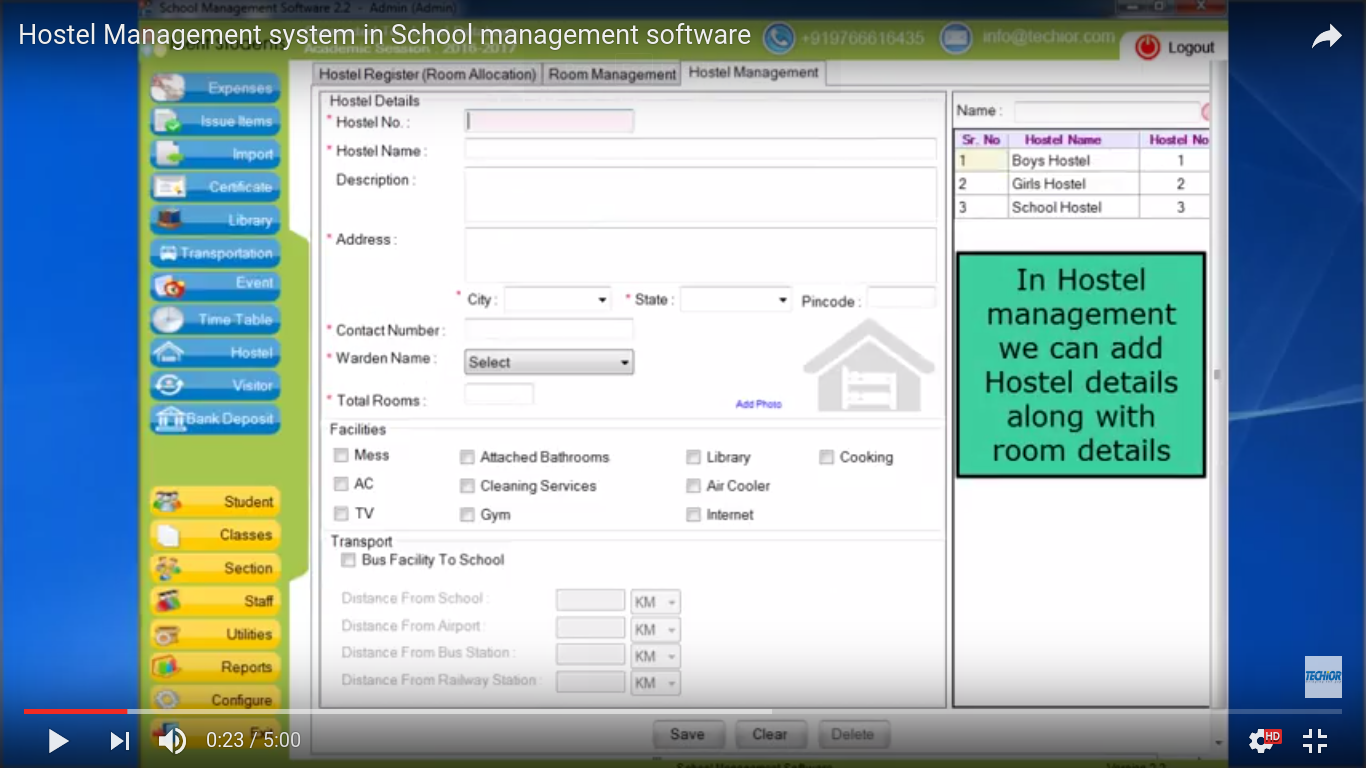 School Management Software 2.2 - Admin (Admin)
Hostel Management system in School management software
Academic Session : 2016-2017
+919766616435
info@techior.com
Logout
Expenses
Issue Items
Import
Certificate
Library
Transportation
Event
Time Table
Hostel
Visitor
Bank Deposit
Student
Classes
Section
Staff
Utilities
Reports
Configure
Exit
Hostel Register (Room Allocation) Room Management Hostel Management
Hostel Details
* Hostel No. :
* Hostel Name :
Description :
* Address :
* City : * State : Pincode :
* Contact Number :
* Warden Name : Select
* Total Rooms :
Add Photo
Facilities
Mess Attached Bathrooms Library Cooking
AC Cleaning Services Air Cooler
TV Gym Internet
Transport
Bus Facility To School
Distance From School : KM
Distance From Airport : KM
Distance From Bus Station : KM
Distance From Railway Station : KM
Save Clear Delete
Name :
Sr. No Hostel Name Hostel No
1 Boys Hostel 1
2 Girls Hostel 2
3 School Hostel 3
In Hostel
management
we can add
Hostel details
along with
room details
TECHIOR
0:23 / 5:00
HD
School Management Software
Version 2.2